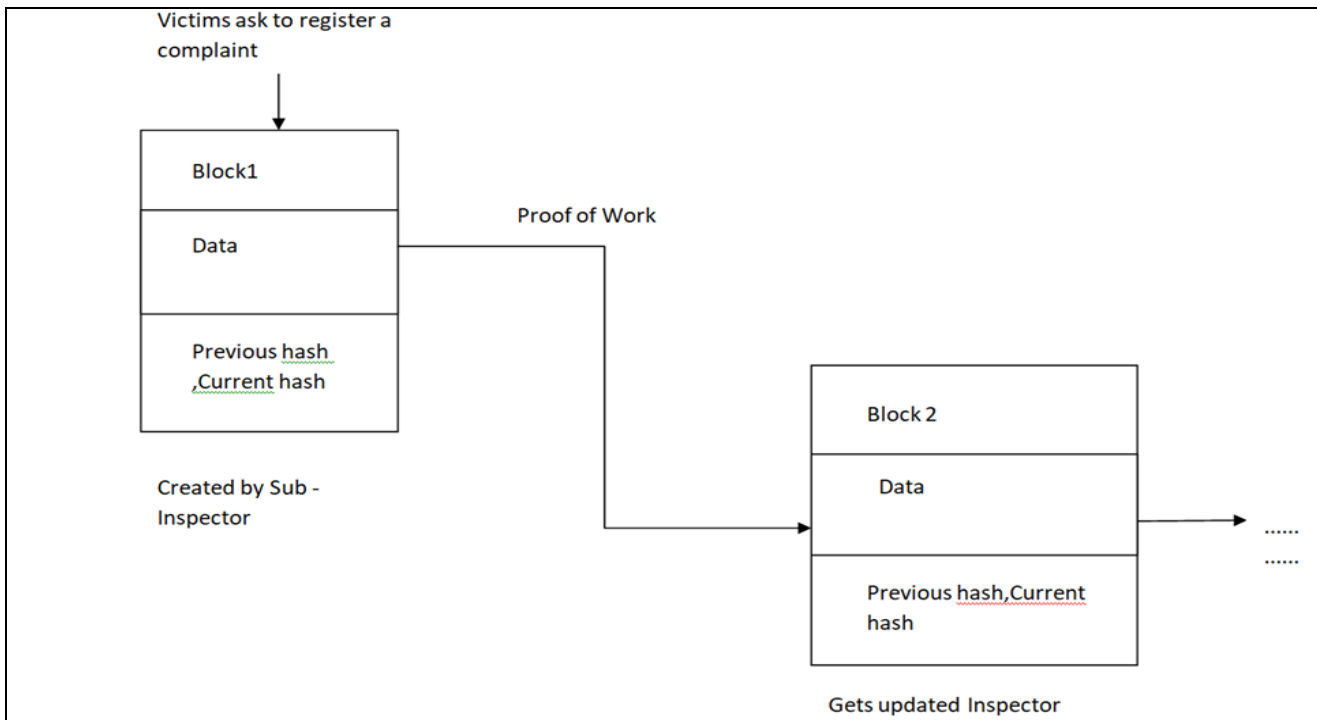 Victims ask to register a
complaint
Block1
Proof of Work
Data
Previous hash
,Current hash
Block 2
Created by Sub -
Inspector
Data
......
......
Previous hash,Current
hash
Gets updated Inspector